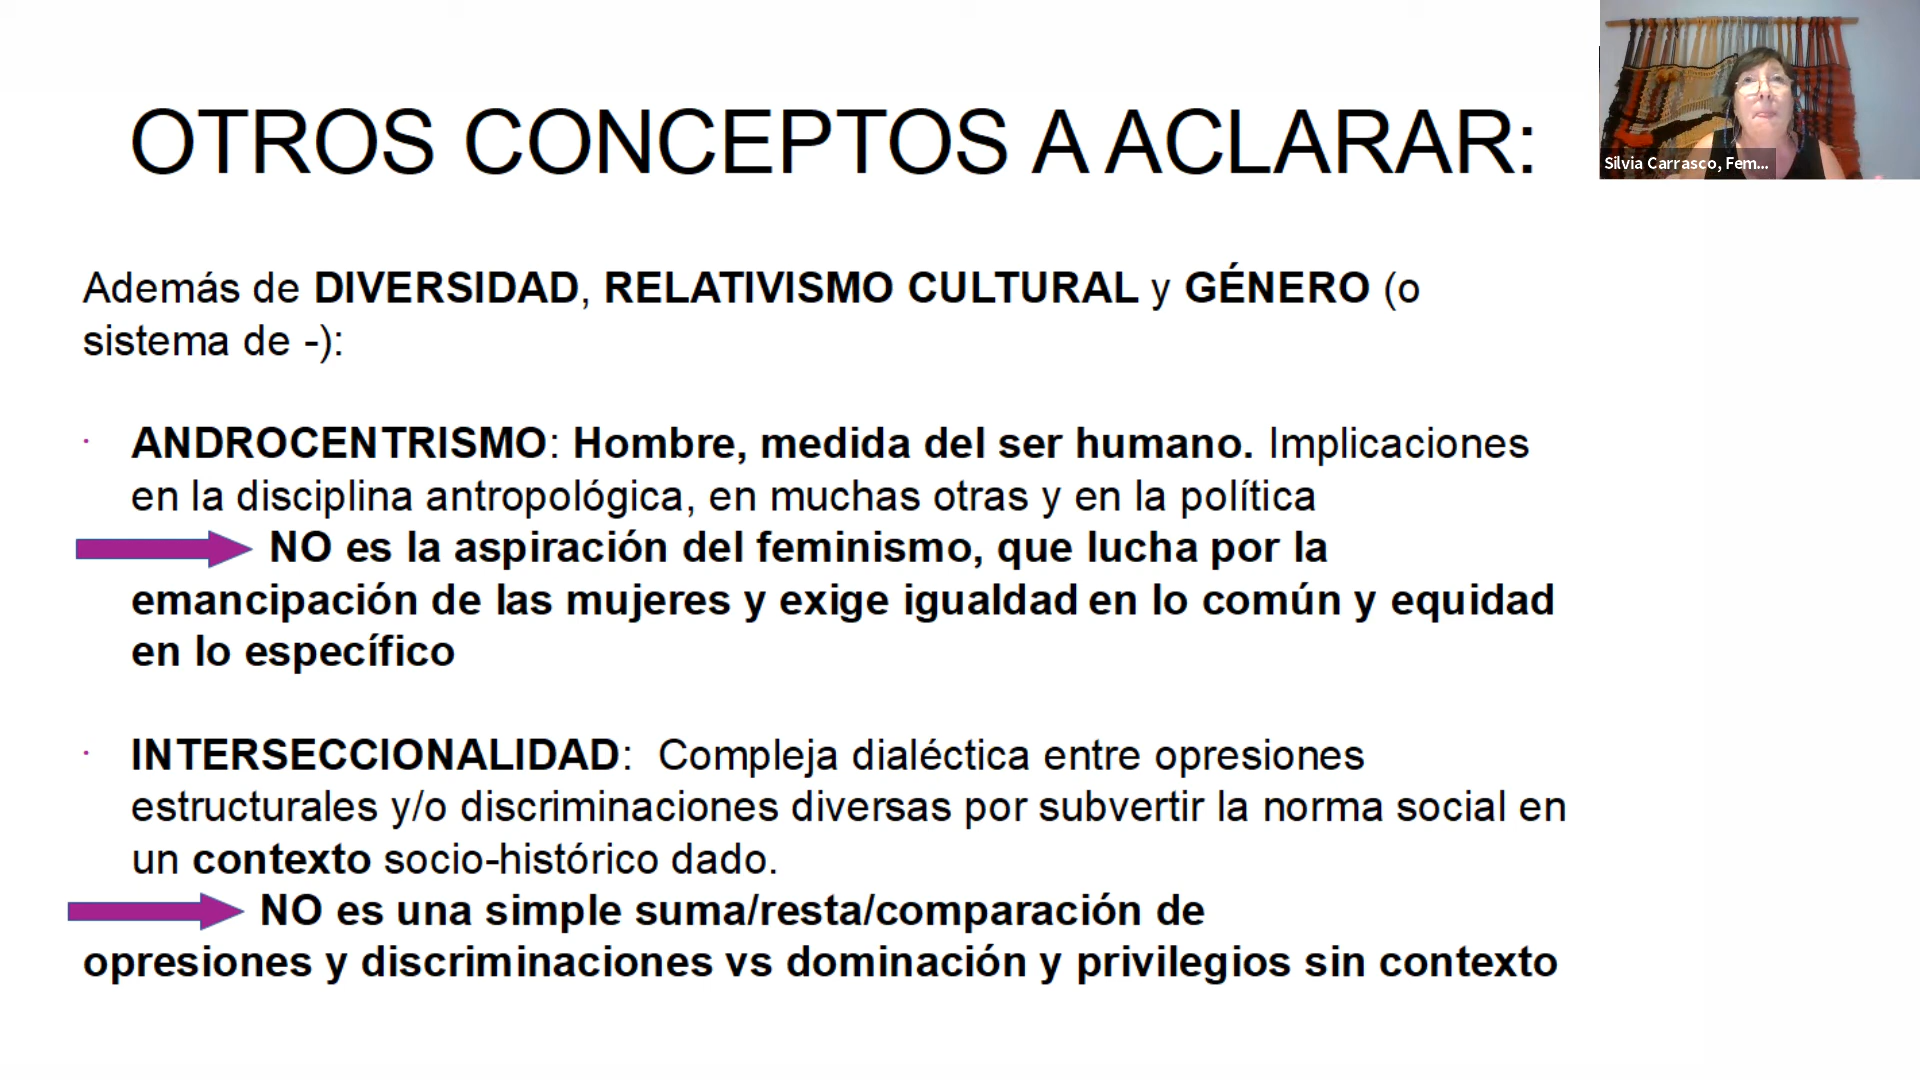 OTROS CONCEPTOS A ACLARAR:
Silvia Carrasco, Fem...
Además de DIVERSIDAD, RELATIVISMO CULTURAL y GÉNERO (o
sistema de -):
· ANDROCENTRISMO: Hombre, medida del ser humano. Implicaciones
en la disciplina antropológica, en muchas otras y en la política
NO es la aspiración del feminismo, que lucha por la
emancipación de las mujeres y exige igualdad en lo común y equidad
en lo específico
· INTERSECCIONALIDAD: Compleja dialéctica entre opresiones
estructurales y/o discriminaciones diversas por subvertir la norma social en
un contexto socio-histórico dado.
NO es una simple suma/resta/comparación de
opresiones y discriminaciones vs dominación y privilegios sin contexto